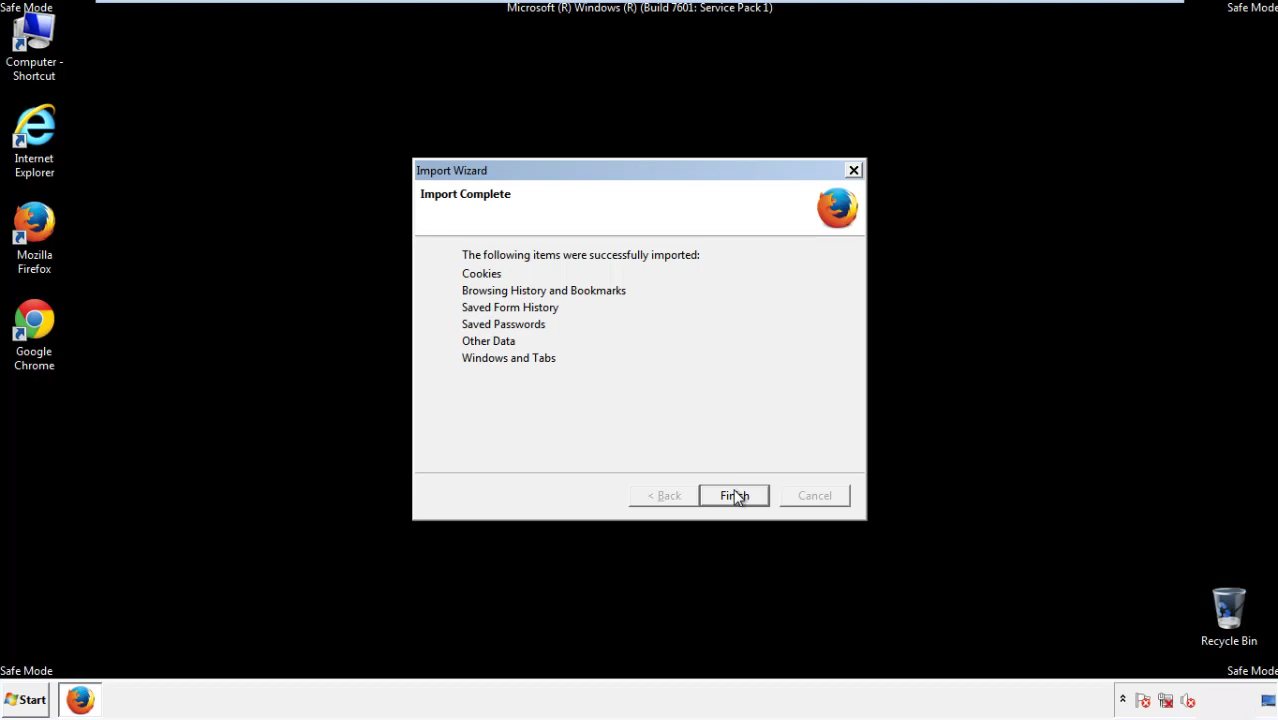 Safe Mode
Microsoft (R) Windows (R) (Build 7601: Service Pack 1)
Safe Mode
Computer -
Shortcut
Internet
Explorer
Mozilla
Firefox
Google
Chrome
Import Wizard
Import Complete
The following items were successfully imported:
Cookies
Browsing History and Bookmarks
Saved Form History
Saved Passwords
Other Data
Windows and Tabs
< Back
Finish
Cancel
Recycle Bin
Safe Mode
Safe Mode
Start